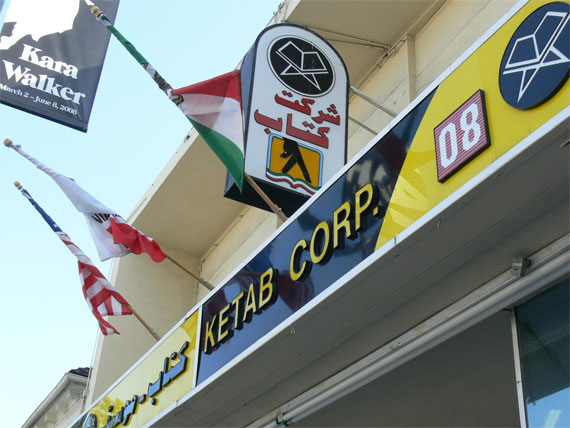 Kara
Walker
March 2 – June 8, 2008
شرکت
کتاب
08
KETAB CORP.
کتاب